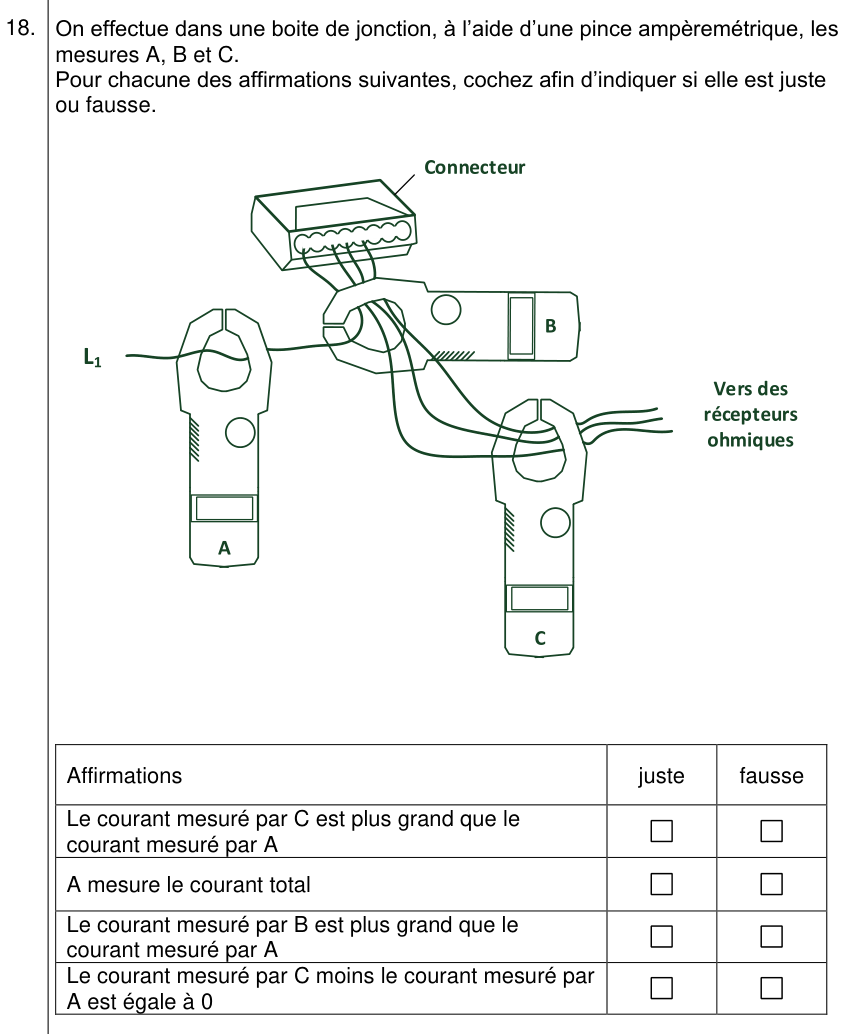 18. On effectue dans une boite de jonction, à l'aide d'une pince ampèremétrique, les
mesures A, B et C.
Pour chacune des affirmations suivantes, cochez afin d'indiquer si elle est juste
ou fausse.
Connecteur
B
L1
Vers des
récepteurs
ohmiques
A
C
Affirmations juste fausse
Le courant mesuré par C est plus grand que le
courant mesuré par A
A mesure le courant total
Le courant mesuré par B est plus grand que le
courant mesuré par A
Le courant mesuré par C moins le courant mesuré par
A est égale à 0